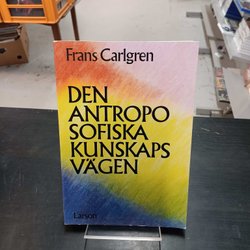 Frans Carlgren
DEN
ANTROPO
SOFISKA
KUNSKAPS
VÄGEN
Larson